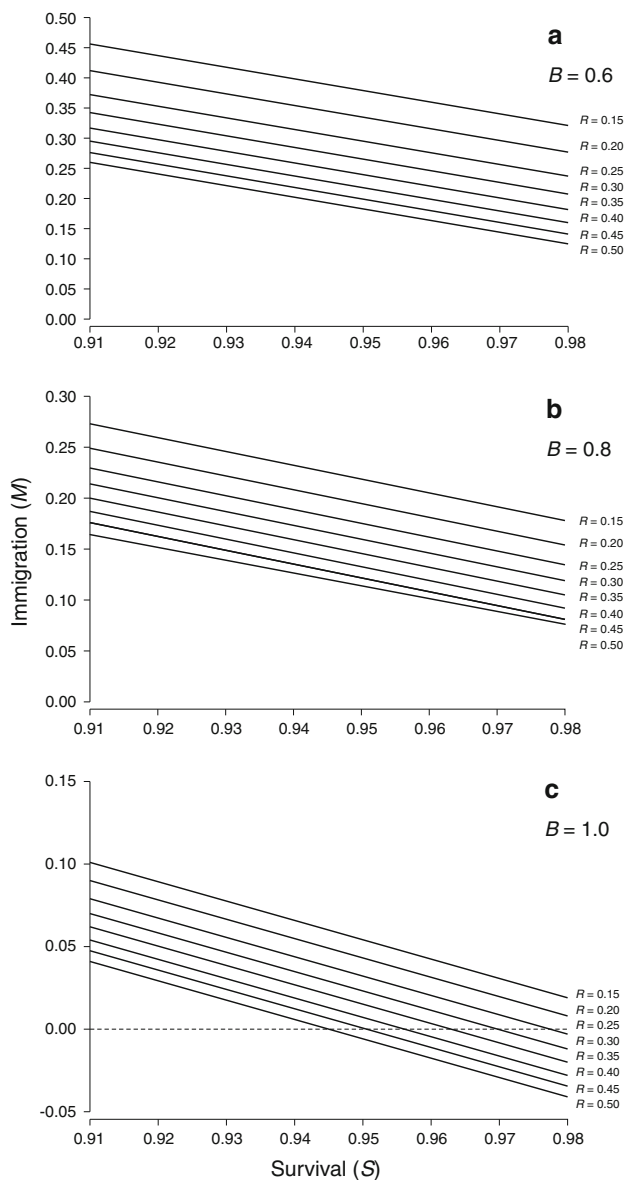 0.50
0.45
0.40
0.35
0.30
0.25
0.20
0.15
0.10
0.05
0.00
a
B = 0.6
R = 0.15
R = 0.20
R = 0.25
R = 0.30
R = 0.35
R = 0.40
R = 0.45
R = 0.50
0.91 0.92 0.93 0.94 0.95 0.96 0.97 0.98
0.30
0.25
0.20
0.15
0.10
0.05
0.00
b
B = 0.8
R = 0.15
R = 0.20
R = 0.25
R = 0.30
R = 0.35
R = 0.40
R = 0.45
R = 0.50
0.91 0.92 0.93 0.94 0.95 0.96 0.97 0.98
Immigration (M)
0.15
0.10
0.05
0.00
-0.05
c
B = 1.0
R = 0.15
R = 0.20
R = 0.25
R = 0.30
R = 0.35
R = 0.40
R = 0.45
R = 0.50
0.91 0.92 0.93 0.94 0.95 0.96 0.97 0.98
Survival (S)